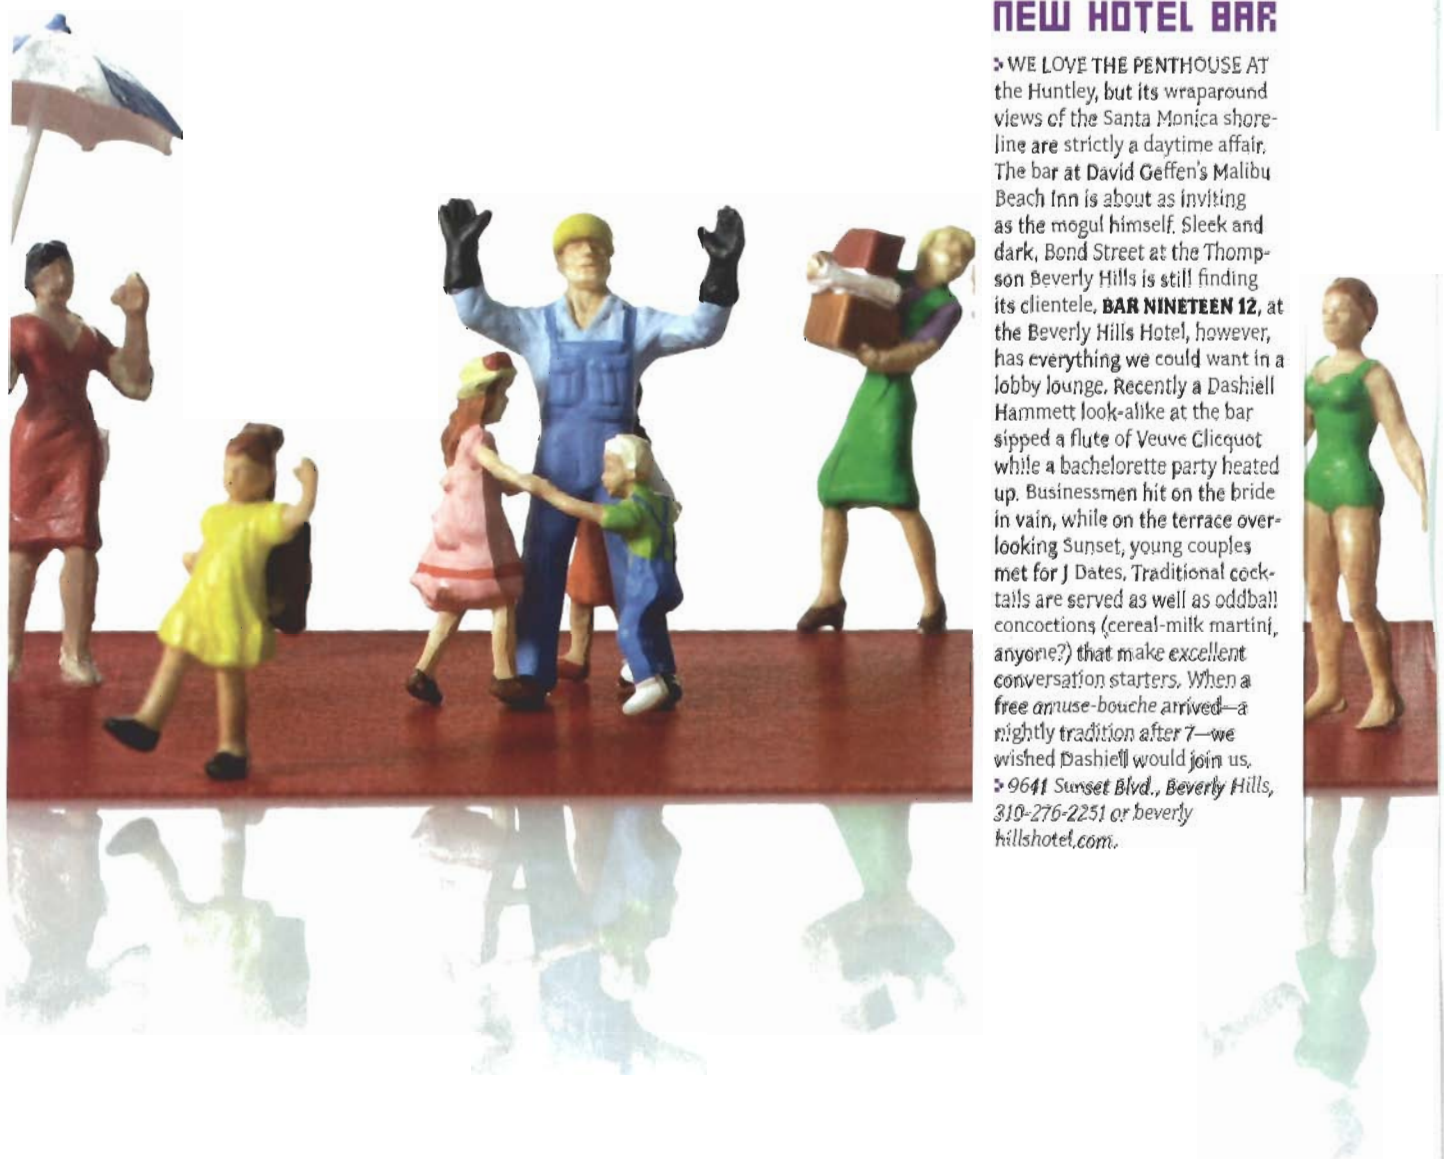 NEW HOTEL BAR
WE LOVE THE PENTHOUSE AT
the Huntley, but its wraparound
views of the Santa Monica shore-
line are strictly a daytime affair.
The bar at David Geffen's Malibu
Beach Inn is about as inviting
as the mogul himself. Sleek and
dark, Bond Street at the Thomp-
son Beverly Hills is still finding
its clientele. BAR NINETEEN 12, at
the Beverly Hills Hotel, however,
has everything we could want in a
lobby lounge. Recently a Dashiell
Hammett look-alike at the bar
sipped a flute of Veuve Clicquot
while a bachelorette party heated
up. Businessmen hit on the bride
in vain, while on the terrace over-
looking Sunset, young couples
met for J Dates. Traditional cock-
tails are served as well as oddball
concoctions (cereal-milk martini,
anyone?) that make excellent
conversation starters. When a
free amuse-bouche arrived—a
nightly tradition after 7—we
wished Dashiell would join us.
9641 Sunset Blvd., Beverly Hills,
310-276-2251 or beverly
hillshotel.com.